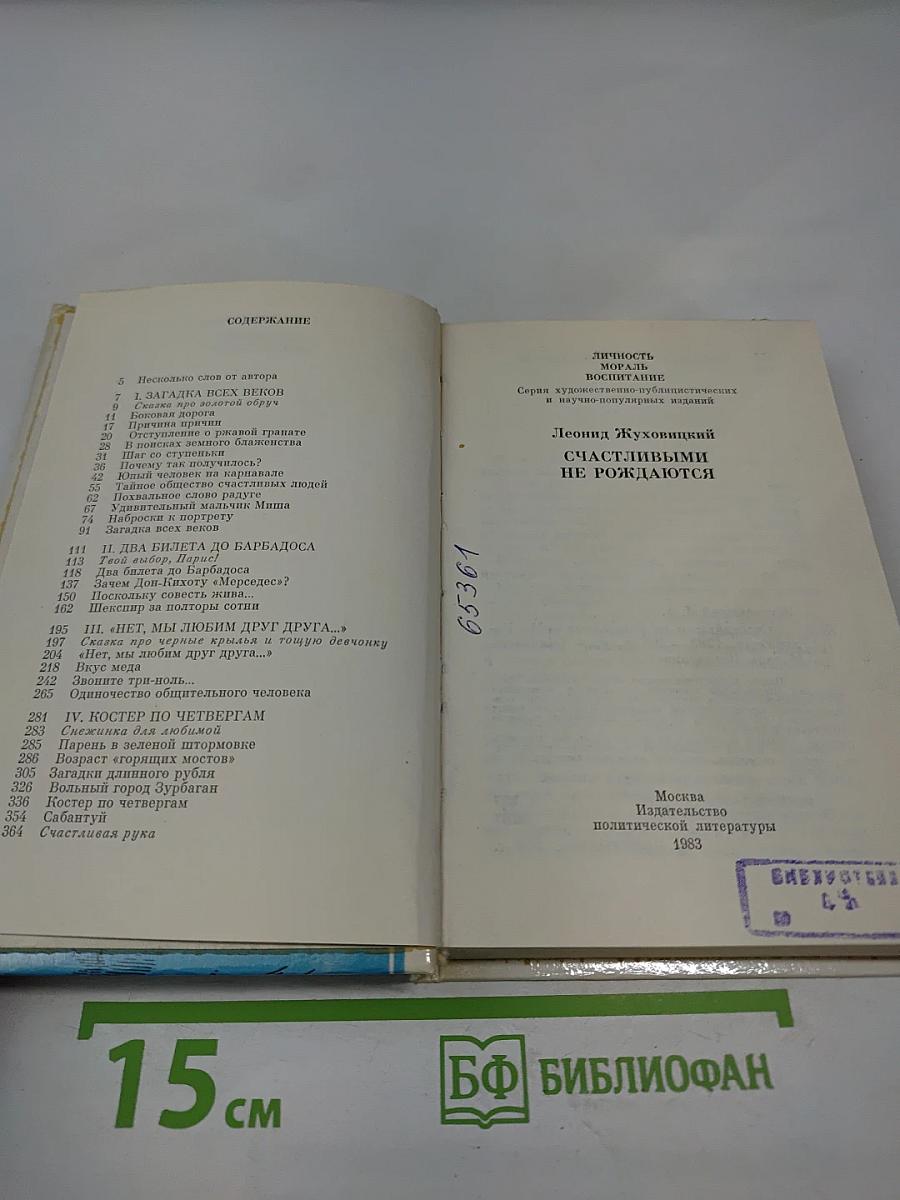 СОДЕРЖАНИЕ
5 Несколько слов от автора
7 I. ЗАГАДКА ВСЕХ ВЕКОВ
9 Сказка про золотой обруч
11 Боковая дорога
17 Причина причин
20 Отступление о ржавой гранате
28 В поисках земного блаженства
31 Шаг со ступеньки
36 Почему так получилось?
42 Юный человек на карнавале
55 Тайное общество счастливых людей
62 Похвальное слово радуге
67 Удивительный мальчик Миша
74 Наброски к портрету
91 Загадка всех веков
111 II. ДВА БИЛЕТА ДО БАРБАДОСА
113 Твой выбор, Парис!
118 Два билета до Барбадоса
137 Зачем Дон-Кихоту «Мерседес»?
150 Поскольку совесть жива...
162 Шекспир за полторы сотни
195 III. «НЕТ, МЫ ЛЮБИМ ДРУГ ДРУГА...»
197 Сказка про черные крылья и тощую девчонку
204 «Нет, мы любим друг друга...»
218 Вкус меда
242 Звоните три-ноль...
265 Одиночество общительного человека
281 IV. КОСТЕР ПО ЧЕТВЕРГАМ
283 Снежинка для любимой
285 Парень в зеленой штормовке
286 Возраст «горящих мостов»
305 Загадки длинного рубля
326 Вольный город Зурбаган
336 Костер по четвергам
354 Сабантуй
364 Счастливая рука
ЛИЧНОСТЬ
МОРАЛЬ
ВОСПИТАНИЕ
Серия художественно-публицистических
и научно-популярных изданий
Леонид Жуховицкий
СЧАСТЛИВЫМИ
НЕ РОЖДАЮТСЯ
65361
Москва
Издательство
политической литературы
1983
15 см
БФ БИБЛИОФАН